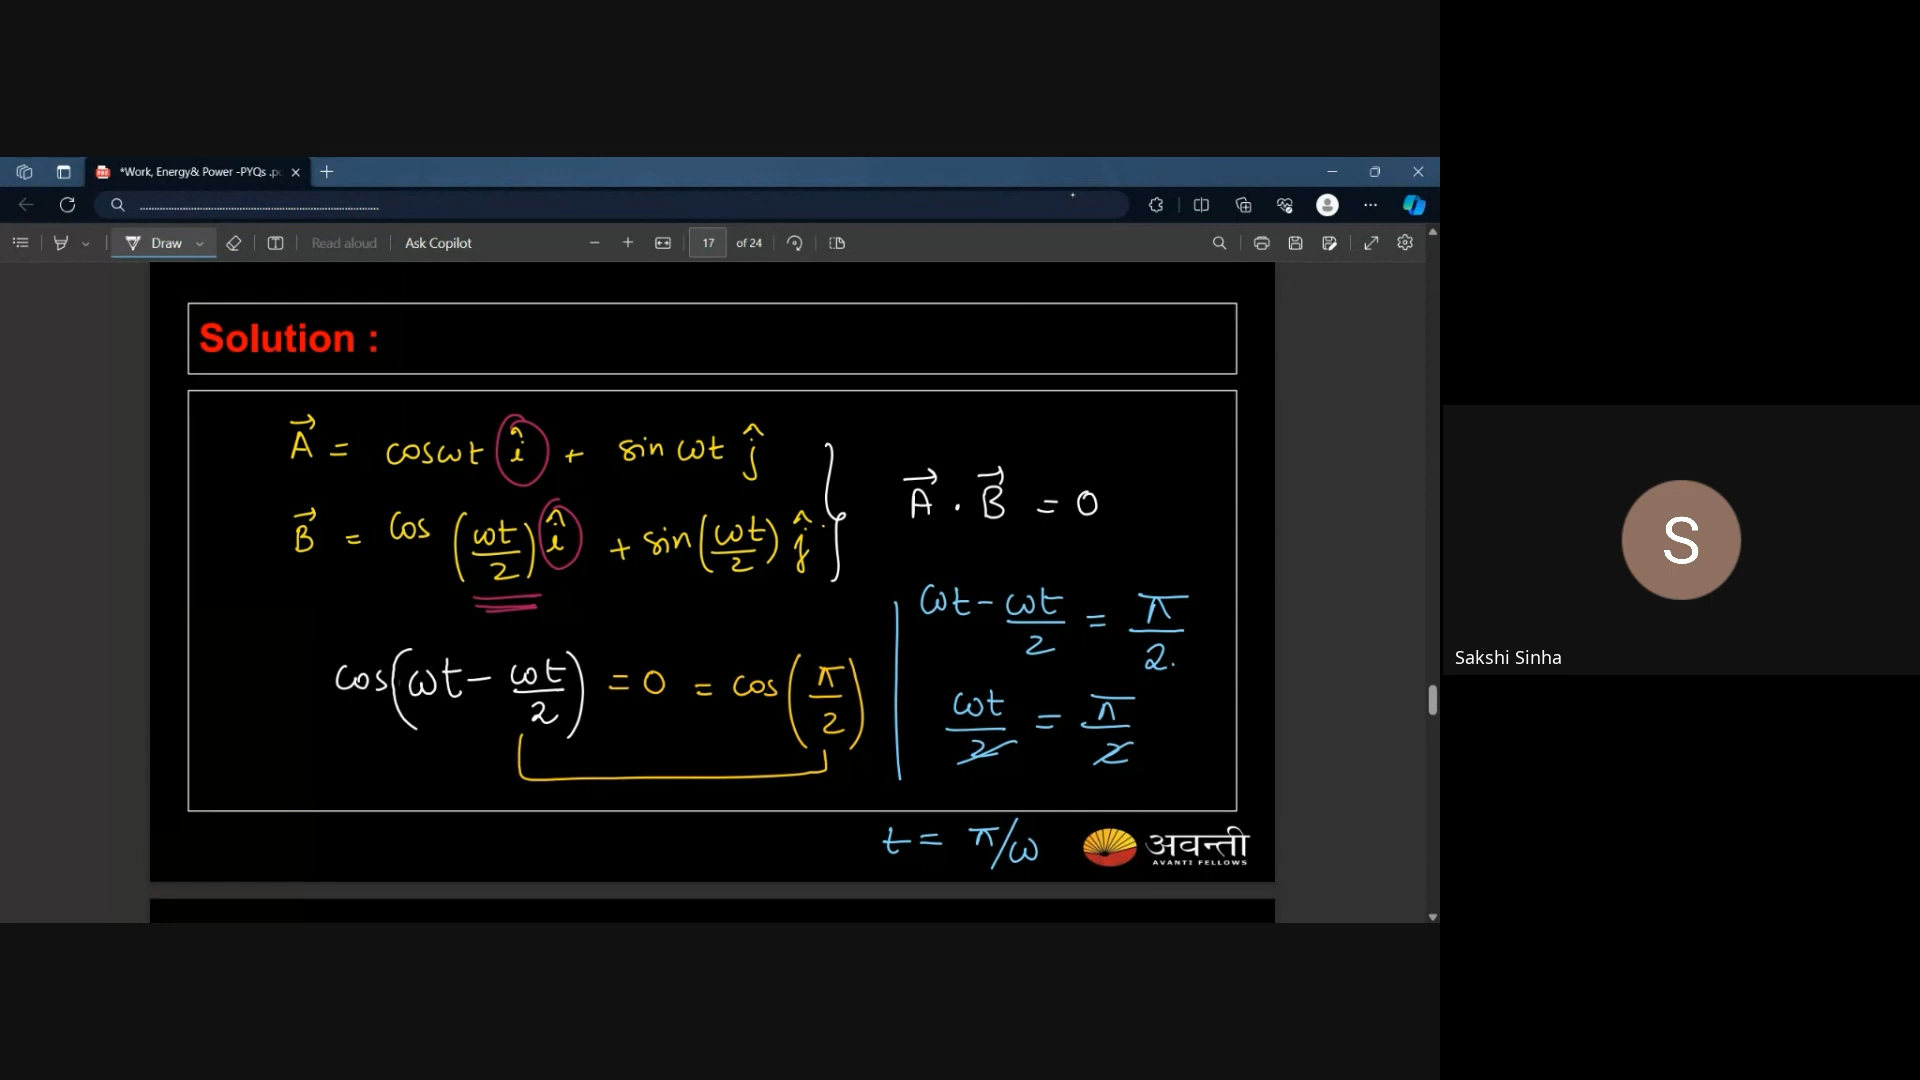 *Work, Energy& Power -PYQs .p
Draw
Read aloud
Ask Copilot
17
of 24
Solution :
A⃗ = cosωt î + sin ωt ĵ
B⃗ = cos (ωt/2) î + sin (ωt/2) ĵ
A⃗ . B⃗ = 0
cos(ωt - ωt/2) = 0 = cos (π/2)
ωt - ωt/2 = π/2.
ωt/2 = π/2
t = π/ω
अवन्ती
AVANTI FELLOWS
S
Sakshi Sinha